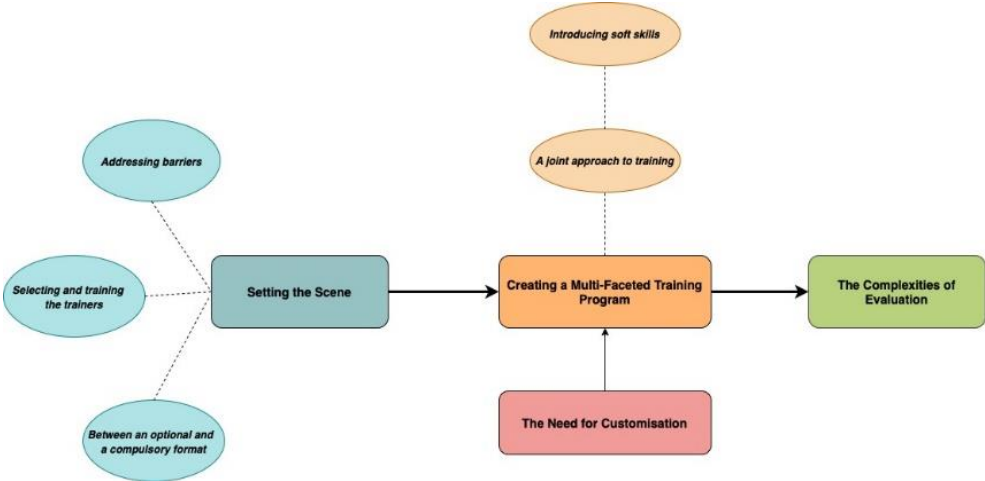 Introducing soft skills
Addressing barriers
A joint approach to training
Selecting and training
the trainers
Setting the Scene
Creating a Multi-Faceted Training
Program
The Complexities of
Evaluation
Between an optional and
a compulsory format
The Need for Customisation